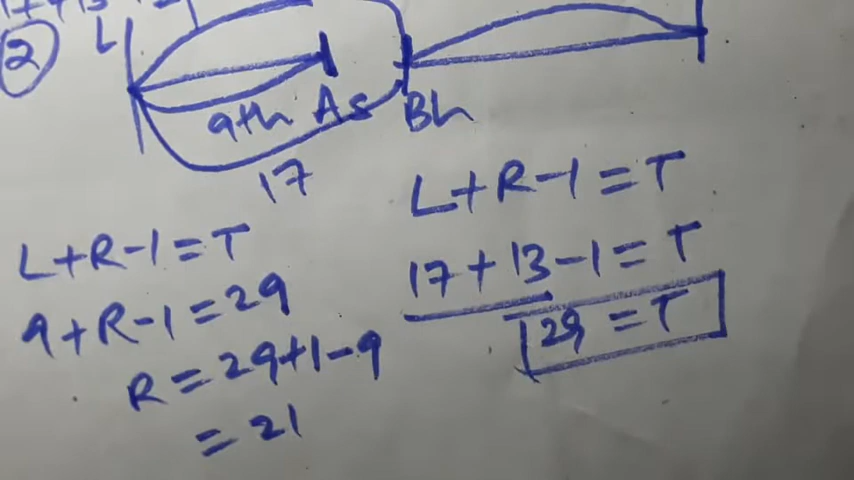 ② L
9th As Bh
17
L+R-1=T
L+R-1=T
17+13-1=T
9+R-1=29
29=T
R=29+1-9
=21